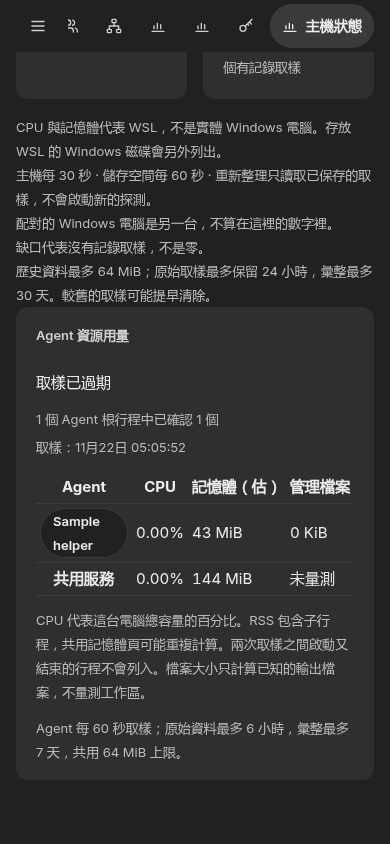 主機狀態
個有記錄取樣
CPU 與記憶體代表 WSL，不是實體 Windows 電腦。存放
WSL 的 Windows 磁碟會另外列出。
主機每 30 秒 · 儲存空間每 60 秒 · 重新整理只讀取已保存的取
樣，不會啟動新的探測。
配對的 Windows 電腦是另一台，不算在這裡的數字裡。
缺口代表沒有記錄取樣，不是零。
歷史資料最多 64 MiB；原始取樣最多保留 24 小時，彙整最多
30 天。較舊的取樣可能提早清除。
Agent 資源用量
取樣已過期
1 個 Agent 根行程中已確認 1 個
取樣：11月22日 05:05:52
Agent CPU 記憶體（估） 管理檔案
Sample
helper 0.00% 43 MiB 0 KiB
共用服務 0.00% 144 MiB 未量測
CPU 代表這台電腦總容量的百分比。RSS 包含子行
程，共用記憶體頁可能重複計算。兩次取樣之間啟動又
結束的行程不會列入。檔案大小只計算已知的輸出檔
案，不量測工作區。
Agent 每 60 秒取樣；原始資料最多 6 小時，彙整最多
7 天，共用 64 MiB 上限。